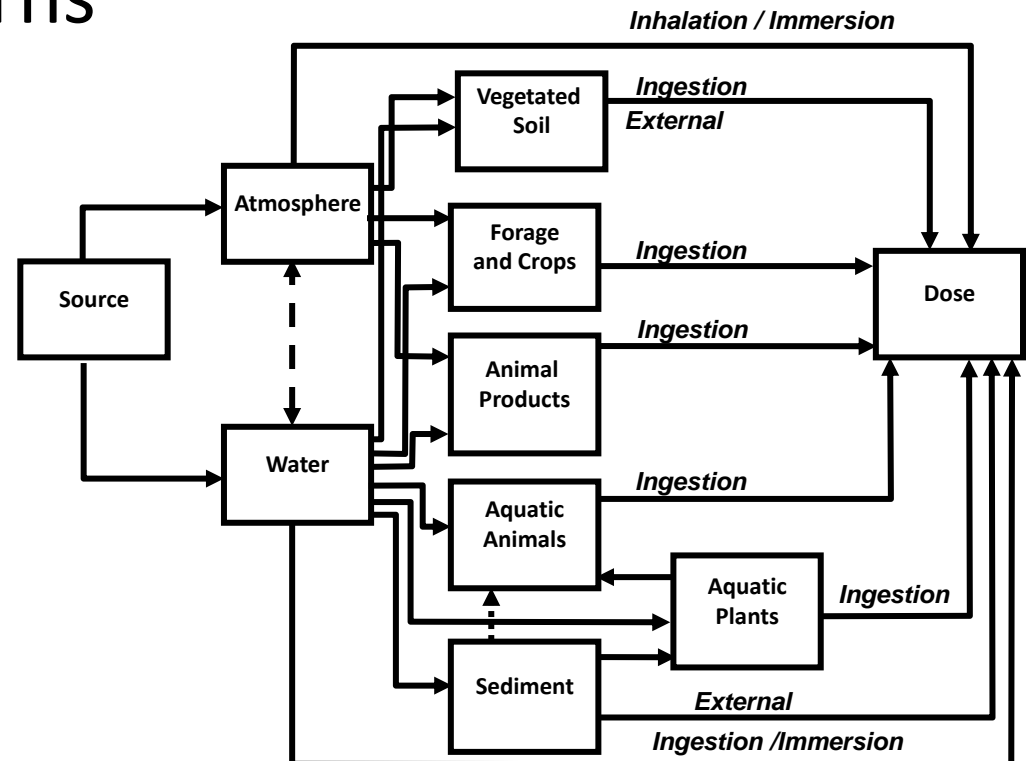 Inhalation / Immersion
Vegetated
Soil
Ingestion
External
Atmosphere
Forage
and Crops
Ingestion
Source
Dose
Animal
Products
Ingestion
Water
Aquatic
Animals
Ingestion
Aquatic
Plants
Ingestion
Sediment
External
Ingestion /Immersion